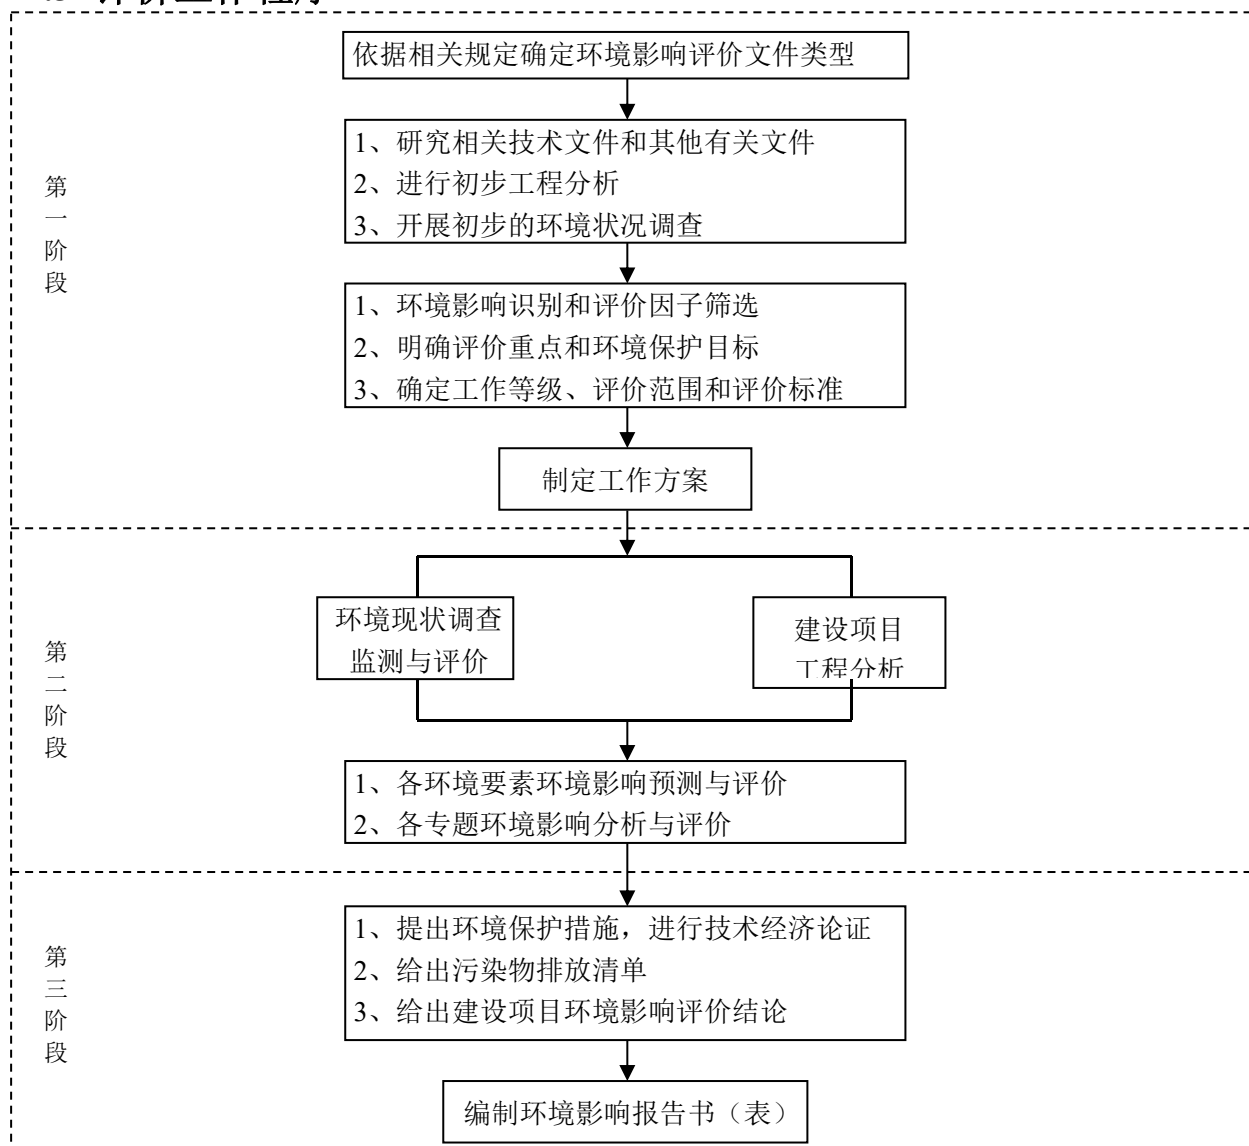 依据相关规定确定环境影响评价文件类型
1、研究相关技术文件和其他有关文件
2、进行初步工程分析
3、开展初步的环境状况调查
第一阶段
1、环境影响识别和评价因子筛选
2、明确评价重点和环境保护目标
3、确定工作等级、评价范围和评价标准
制定工作方案
环境现状调查
监测与评价
建设项目
工程分析
第二阶段
1、各环境要素环境影响预测与评价
2、各专题环境影响分析与评价
1、提出环境保护措施，进行技术经济论证
2、给出污染物排放清单
3、给出建设项目环境影响评价结论
第三阶段
编制环境影响报告书（表）